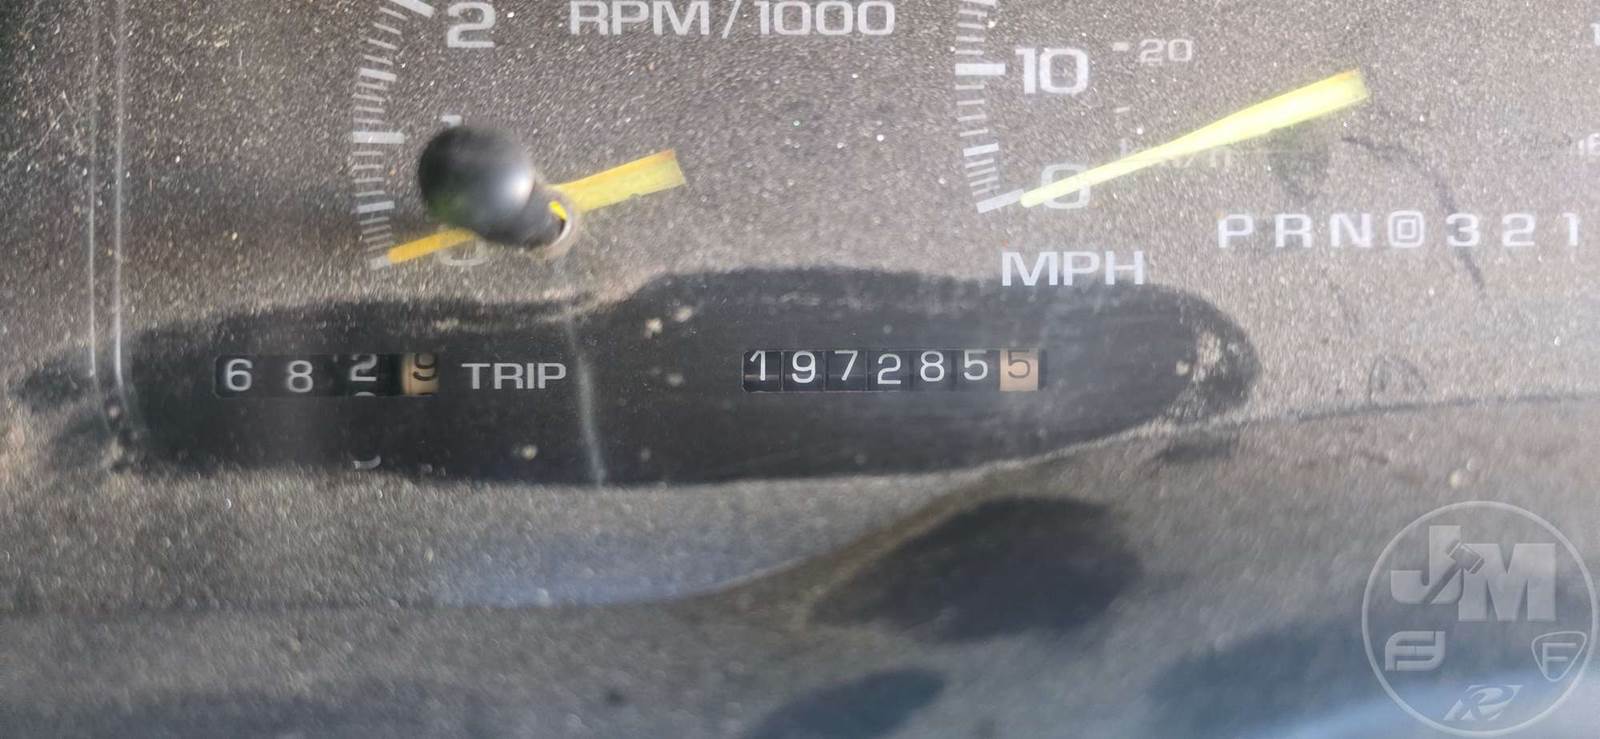 2 RPM/1000
10 20
0
PRN D 321
MPH
6829 TRIP 1972855
JM